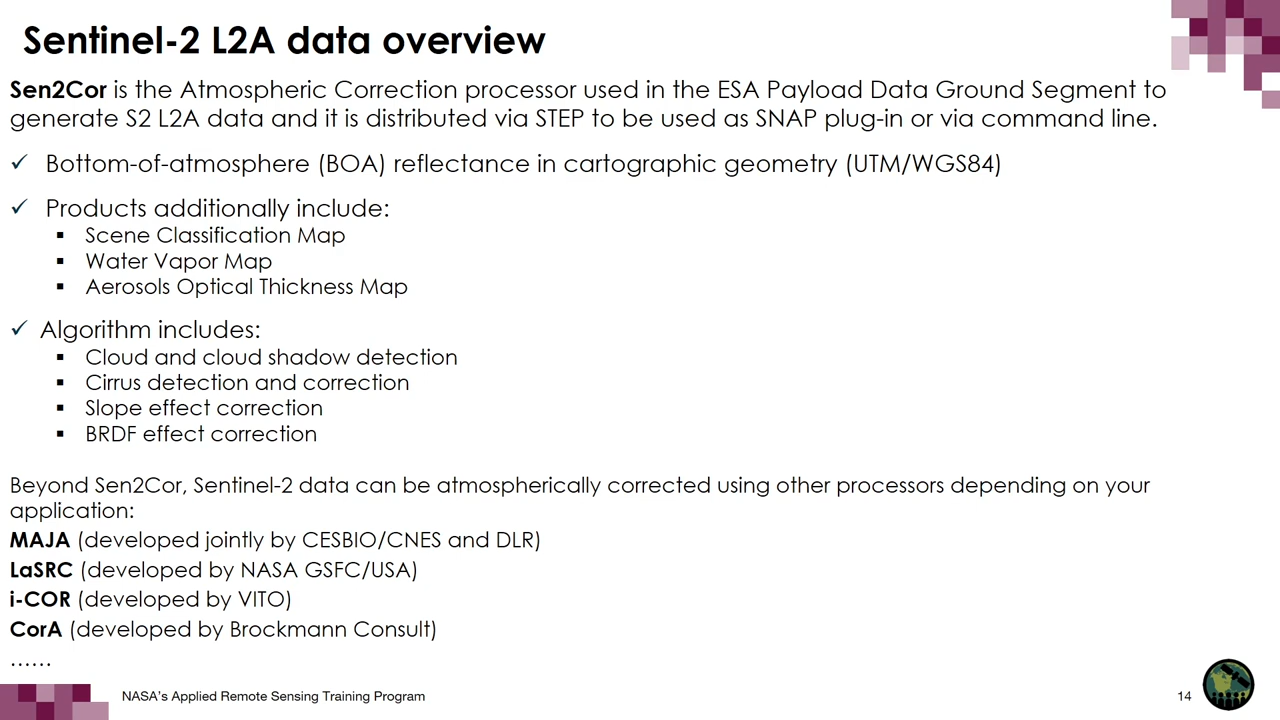 Sentinel-2 L2A data overview
Sen2Cor is the Atmospheric Correction processor used in the ESA Payload Data Ground Segment to
generate S2 L2A data and it is distributed via STEP to be used as SNAP plug-in or via command line.
✓ Bottom-of-atmosphere (BOA) reflectance in cartographic geometry (UTM/WGS84)
✓ Products additionally include:
▪ Scene Classification Map
▪ Water Vapor Map
▪ Aerosols Optical Thickness Map
✓ Algorithm includes:
▪ Cloud and cloud shadow detection
▪ Cirrus detection and correction
▪ Slope effect correction
▪ BRDF effect correction
Beyond Sen2Cor, Sentinel-2 data can be atmospherically corrected using other processors depending on your
application:
MAJA (developed jointly by CESBIO/CNES and DLR)
LaSRC (developed by NASA GSFC/USA)
i-COR (developed by VITO)
CorA (developed by Brockmann Consult)
……
NASA's Applied Remote Sensing Training Program
14